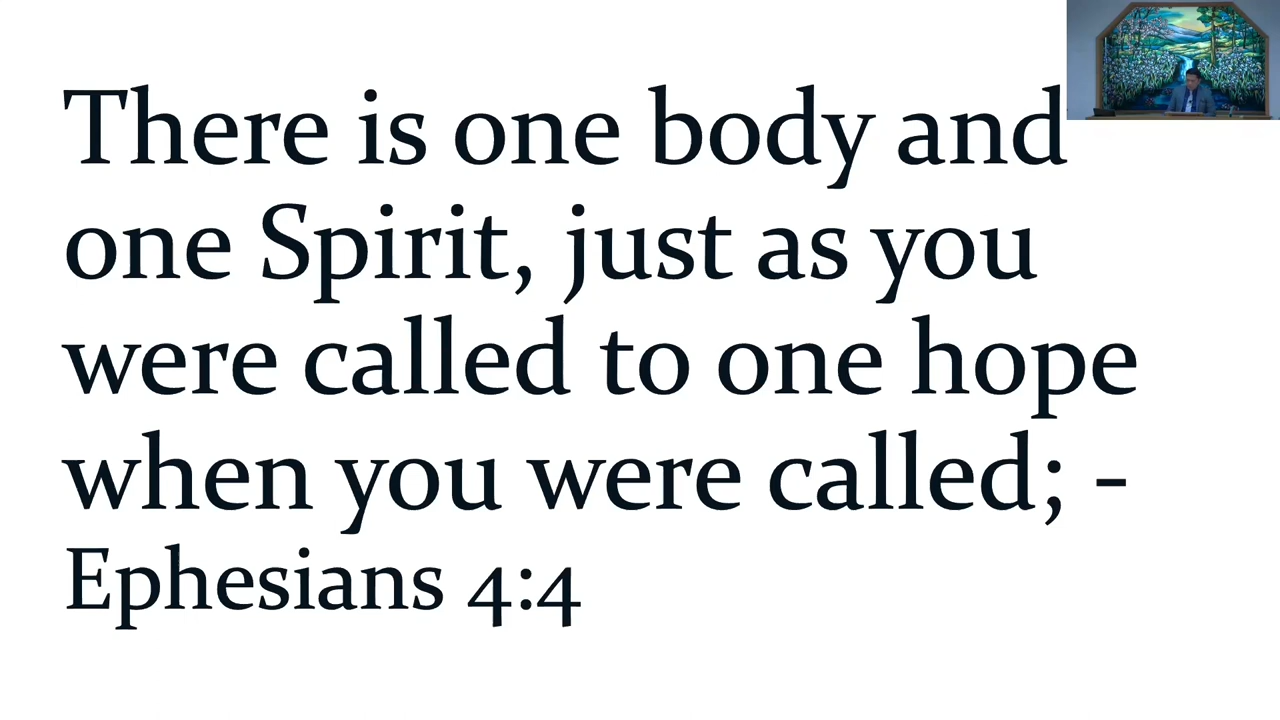 There is one body and
one Spirit, just as you
were called to one hope
when you were called; -
Ephesians 4:4